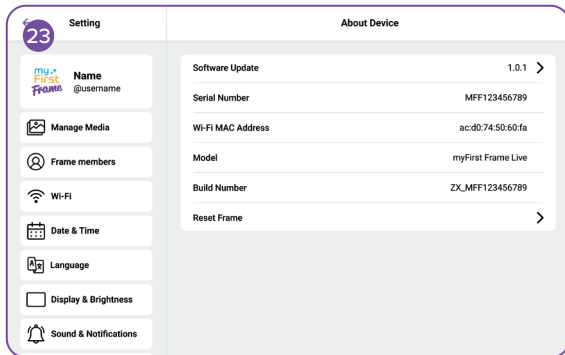 23
Setting
About Device
my
First
Frame
Name
@username
Manage Media
Frame members
Wi-Fi
Date & Time
Language
Display & Brightness
Sound & Notifications
Software Update 1.0.1
Serial Number MFF123456789
Wi-Fi MAC Address ac:d0:74:50:60:fa
Model myFirst Frame Live
Build Number ZX_MFF123456789
Reset Frame